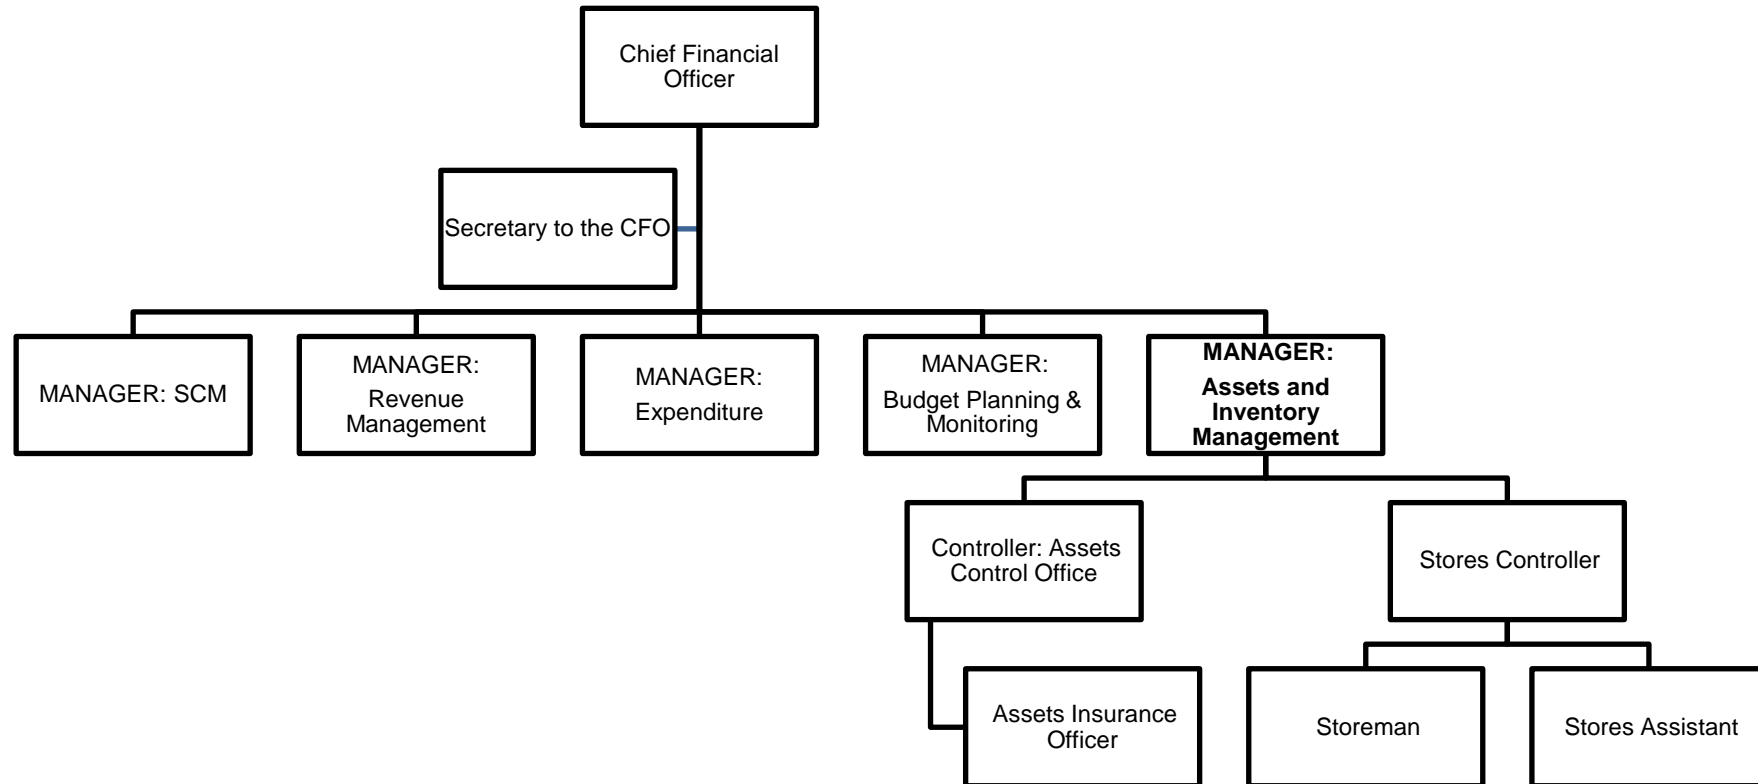 Chief Financial
Officer
Secretary to the CFO
MANAGER: SCM
MANAGER:
Revenue
Management
MANAGER:
Expenditure
MANAGER:
Budget Planning &
Monitoring
MANAGER:
Assets and
Inventory
Management
Controller: Assets
Control Office
Stores Controller
Assets Insurance
Officer
Storeman
Stores Assistant